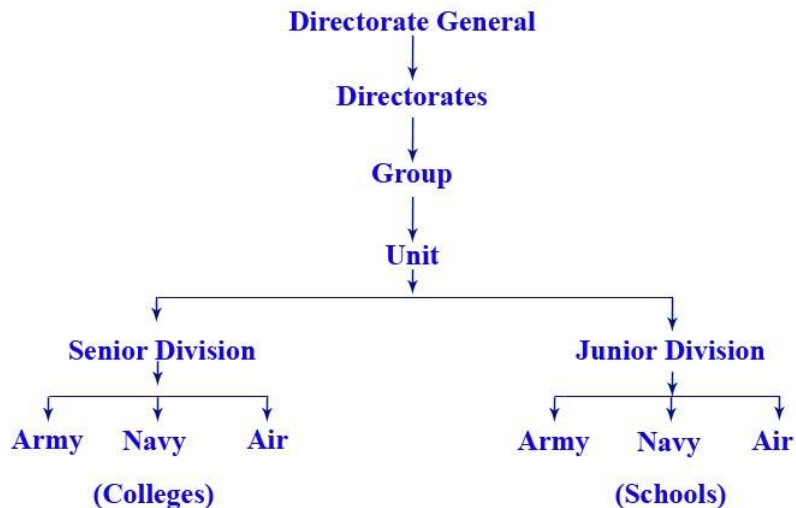 Directorate General
Directorates
Group
Unit
Senior Division
Junior Division
Army Navy Air
Army Navy Air
(Colleges)
(Schools)